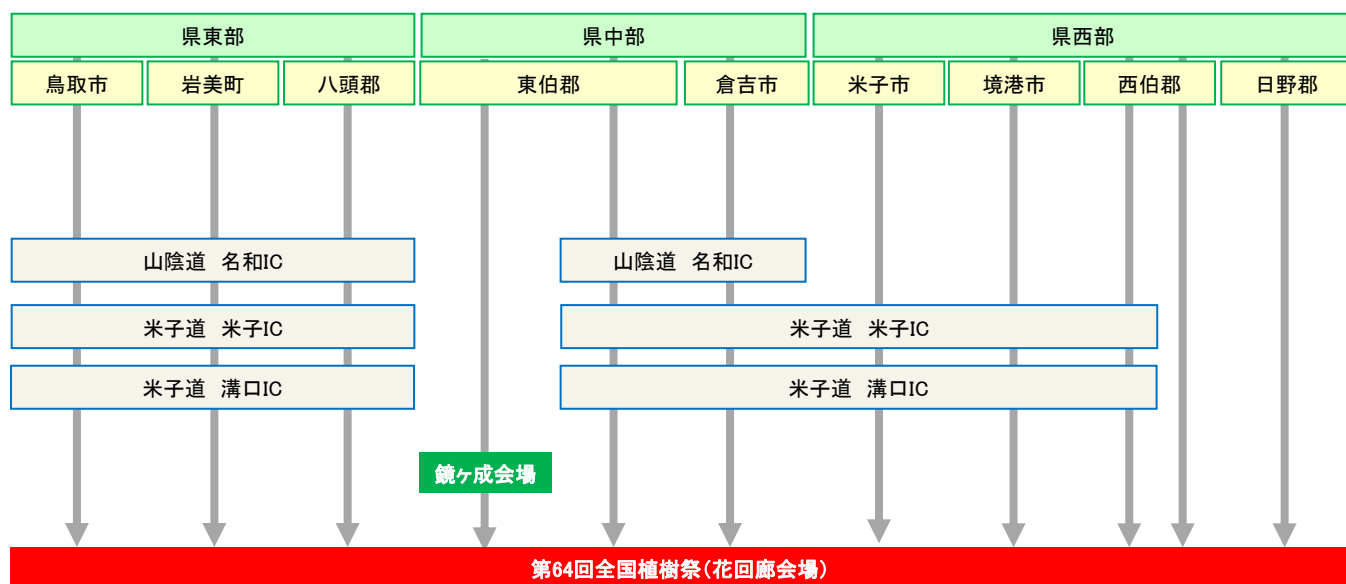 県東部
県中部
県西部
鳥取市
岩美町
八頭郡
東伯郡
倉吉市
米子市
境港市
西伯郡
日野郡
山陰道 名和IC
山陰道 名和IC
米子道 米子IC
米子道 米子IC
米子道 溝口IC
米子道 溝口IC
鏡ヶ成会場
第64回全国植樹祭(花回廊会場)